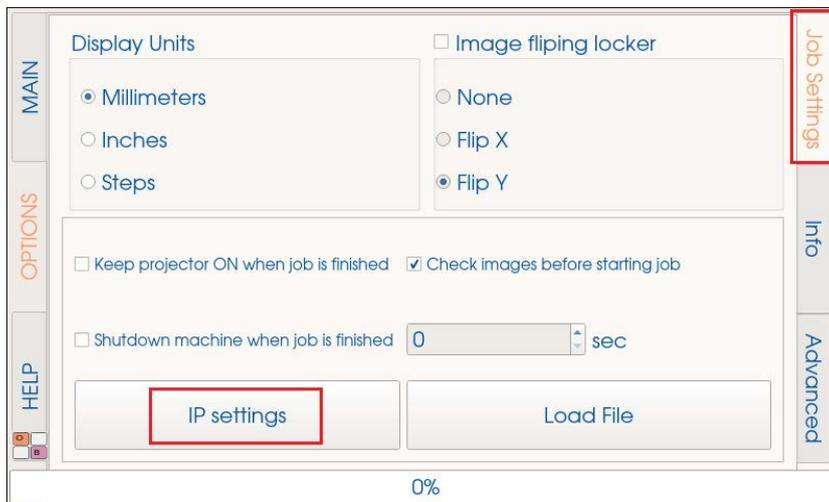 MAIN
OPTIONS
HELP
O
B
Display Units
Millimeters
Inches
Steps
Image fliping locker
None
Flip X
Flip Y
Keep projector ON when job is finished
Check images before starting job
Shutdown machine when job is finished
0 sec
IP settings
Load File
Job Settings
Info
Advanced
0%